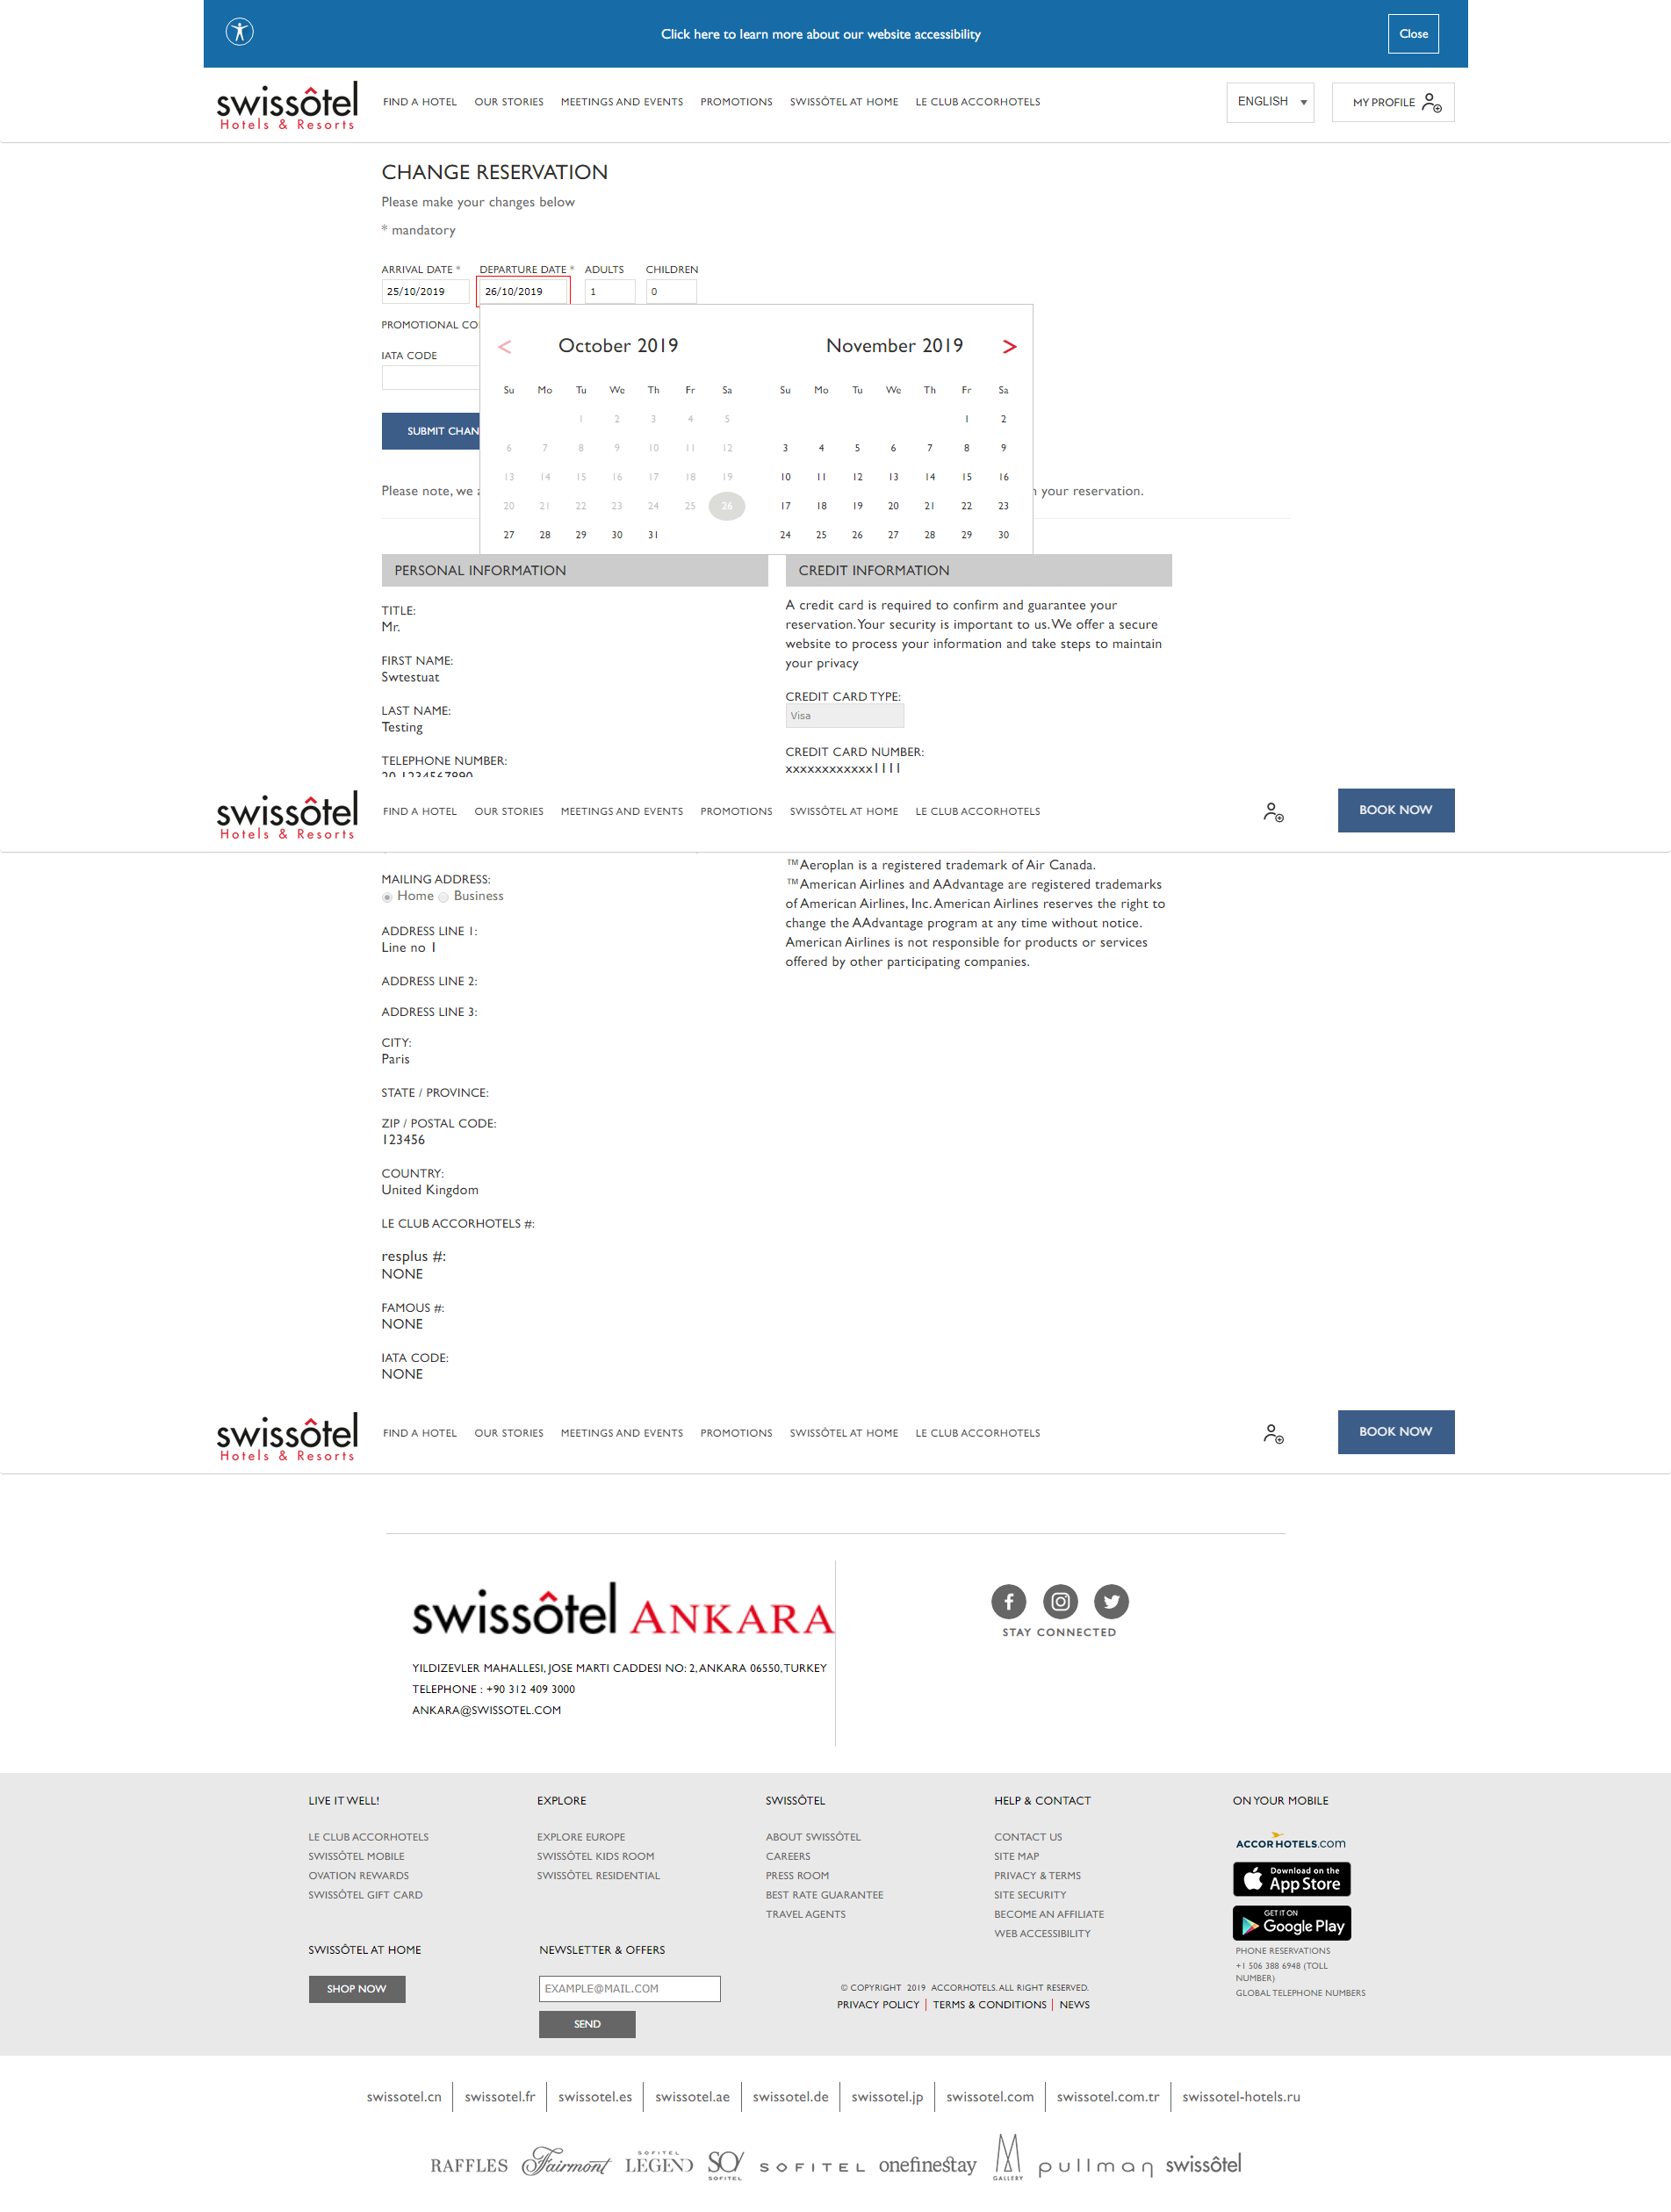 Click here to learn more about our website accessibility
Close
swissôtel
Hotels & Resorts
FIND A HOTEL OUR STORIES MEETINGS AND EVENTS PROMOTIONS SWISSÔTEL AT HOME LE CLUB ACCORHOTELS
ENGLISH
MY PROFILE
CHANGE RESERVATION
Please make your changes below
* mandatory
ARRIVAL DATE * DEPARTURE DATE * ADULTS CHILDREN
25/10/2019 26/10/2019 1 0
PROMOTIONAL CO
IATA CODE
SUBMIT CHAN
Please note, we
your reservation.
< October 2019 November 2019 >
Su Mo Tu We Th Fr Sa Su Mo Tu We Th Fr Sa
1 2 3 4 5 1 2
6 7 8 9 10 11 12 3 4 5 6 7 8 9
13 14 15 16 17 18 19 10 11 12 13 14 15 16
20 21 22 23 24 25 26 17 18 19 20 21 22 23
27 28 29 30 31 24 25 26 27 28 29 30
PERSONAL INFORMATION
TITLE:
Mr.
FIRST NAME:
Swtestuat
LAST NAME:
Testing
TELEPHONE NUMBER:
20 1234567890
CREDIT INFORMATION
A credit card is required to confirm and guarantee your
reservation. Your security is important to us. We offer a secure
website to process your information and take steps to maintain
your privacy
CREDIT CARD TYPE:
Visa
CREDIT CARD NUMBER:
xxxxxxxxxxxx1111
swissôtel
Hotels & Resorts
FIND A HOTEL OUR STORIES MEETINGS AND EVENTS PROMOTIONS SWISSÔTEL AT HOME LE CLUB ACCORHOTELS
BOOK NOW
MAILING ADDRESS:
Home Business
ADDRESS LINE 1:
Line no 1
ADDRESS LINE 2:
ADDRESS LINE 3:
CITY:
Paris
STATE / PROVINCE:
ZIP / POSTAL CODE:
123456
COUNTRY:
United Kingdom
LE CLUB ACCORHOTELS #:
resplus #:
NONE
FAMOUS #:
NONE
IATA CODE:
NONE
™Aeroplan is a registered trademark of Air Canada.
™American Airlines and AAdvantage are registered trademarks
of American Airlines, Inc. American Airlines reserves the right to
change the AAdvantage program at any time without notice.
American Airlines is not responsible for products or services
offered by other participating companies.
swissôtel
Hotels & Resorts
FIND A HOTEL OUR STORIES MEETINGS AND EVENTS PROMOTIONS SWISSÔTEL AT HOME LE CLUB ACCORHOTELS
BOOK NOW
swissôtel ANKARA
YILDIZEVLER MAHALLESI, JOSE MARTI CADDESI NO: 2, ANKARA 06550, TURKEY
TELEPHONE : +90 312 409 3000
ANKARA@SWISSOTEL.COM
STAY CONNECTED
LIVE IT WELL!
LE CLUB ACCORHOTELS
SWISSÔTEL MOBILE
OVATION REWARDS
SWISSÔTEL GIFT CARD
EXPLORE
EXPLORE EUROPE
SWISSÔTEL KIDS ROOM
SWISSÔTEL RESIDENTIAL
SWISSÔTEL
ABOUT SWISSÔTEL
CAREERS
PRESS ROOM
BEST RATE GUARANTEE
TRAVEL AGENTS
HELP & CONTACT
CONTACT US
SITE MAP
PRIVACY & TERMS
SITE SECURITY
BECOME AN AFFILIATE
WEB ACCESSIBILITY
ON YOUR MOBILE
ACCORHOTELS.com
Download on the
App Store
GET IT ON
Google Play
PHONE RESERVATIONS
+1 506 388 6948 (TOLL
NUMBER)
GLOBAL TELEPHONE NUMBERS
SWISSÔTEL AT HOME
SHOP NOW
NEWSLETTER & OFFERS
EXAMPLE@MAIL.COM
SEND
© COPYRIGHT 2019 ACCORHOTELS. ALL RIGHT RESERVED.
PRIVACY POLICY | TERMS & CONDITIONS | NEWS
swissotel.cn swissotel.fr swissotel.es swissotel.ae swissotel.de swissotel.jp swissotel.com swissotel.com.tr swissotel-hotels.ru
RAFFLES Fairmont SOFITEL LEGEND SO/ SOFITEL SOFITEL onefinestay M GALLERY pullman swissôtel